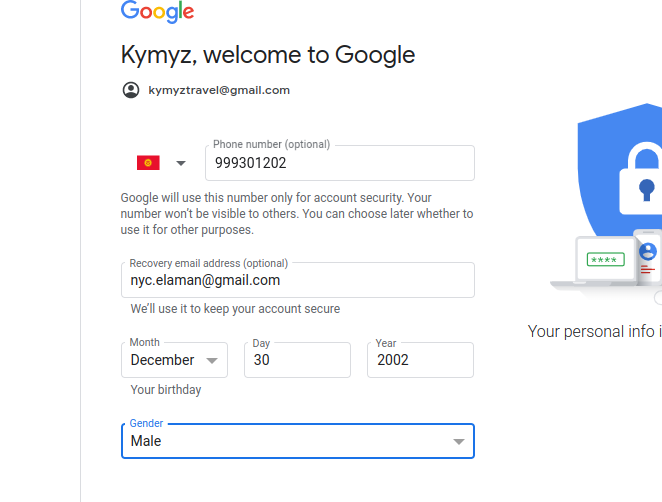 Google
Kymyz, welcome to Google
kymyztravel@gmail.com
Phone number (optional)
999301202
Google will use this number only for account security. Your
number won't be visible to others. You can choose later whether to
use it for other purposes.
Recovery email address (optional)
nyc.elaman@gmail.com
We'll use it to keep your account secure
Month Day Year
December 30 2002
Your birthday
Gender
Male
****
Your personal info i